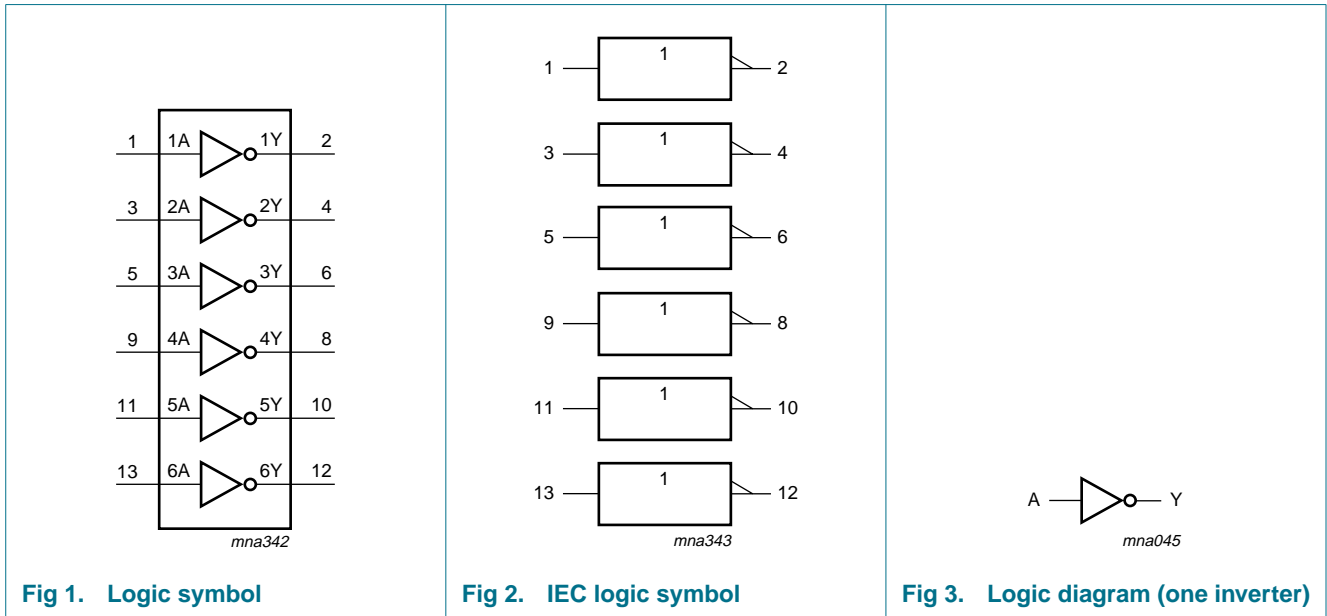 1 1A 1Y 2
3 2A 2Y 4
5 3A 3Y 6
9 4A 4Y 8
11 5A 5Y 10
13 6A 6Y 12
mna342
Fig 1. Logic symbol
1
1 2
1
3 4
1
5 6
1
9 8
1
11 10
1
13 12
mna343
Fig 2. IEC logic symbol
A Y
mna045
Fig 3. Logic diagram (one inverter)